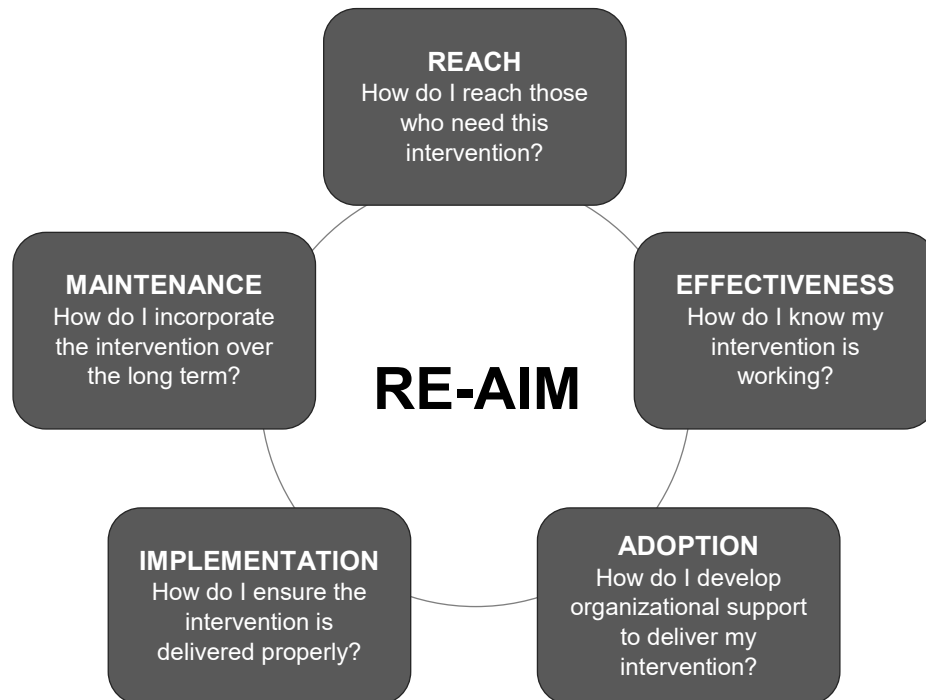 REACH
How do I reach those
who need this
intervention?
EFFECTIVENESS
How do I know my
intervention is
working?
ADOPTION
How do I develop
organizational support
to deliver my
intervention?
IMPLEMENTATION
How do I ensure the
intervention is
delivered properly?
MAINTENANCE
How do I incorporate
the intervention over
the long term?
RE-AIM